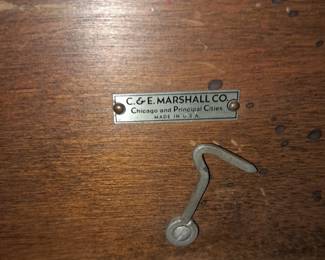 C. & E. MARSHALL CO.
Chicago and Principal Cities
MADE IN U.S.A.